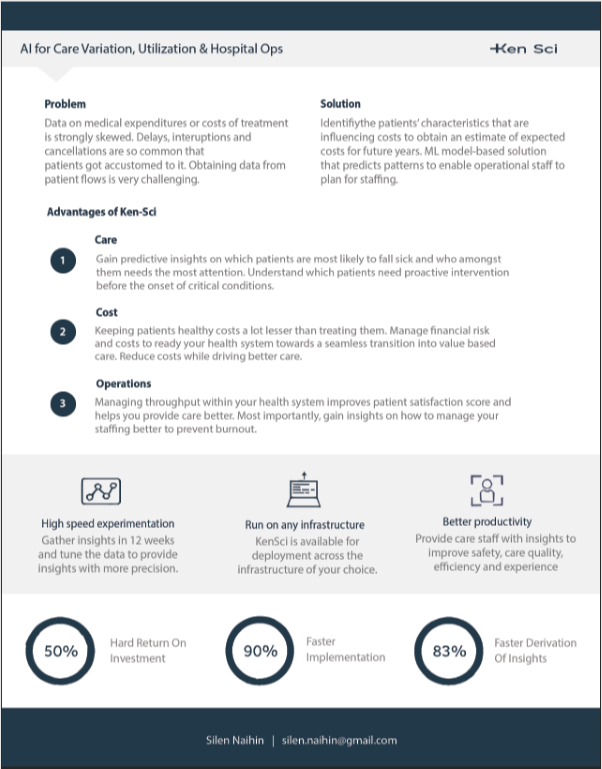 AI for Care Variation, Utilization & Hospital Ops
Ken Sci
Problem
Data on medical expenditures or costs of treatment
is strongly skewed. Delays, interuptions and
cancellations are so common that
patients got accustomed to it. Obtaining data from
patient flows is very challenging.
Solution
Identifiythe patients' characteristics that are
influencing costs to obtain an estimate of expected
costs for future years. ML model-based solution
that predicts patterns to enable operational staff to
plan for staffing.
Advantages of Ken-Sci
1
Care
Gain predictive insights on which patients are most likely to fall sick and who amongst
them needs the most attention. Understand which patients need proactive intervention
before the onset of critical conditions.
2
Cost
Keeping patients healthy costs a lot lesser than treating them. Manage financial risk
and costs to ready your health system towards a seamless transition into value based
care. Reduce costs while driving better care.
3
Operations
Managing throughput within your health system improves patient satisfaction score and
helps you provide care better. Most importantly, gain insights on how to manage your
staffing better to prevent burnout.
High speed experimentation
Gather insights in 12 weeks
and tune the data to provide
insights with more precision.
Run on any infrastructure
KenSci is available for
deployment across the
infrastructure of your choice.
Better productivity
Provide care staff with insights to
improve safety, care quality,
efficiency and experience
50%
Hard Return On
Investment
90%
Faster
Implementation
83%
Faster Derivation
Of Insights
Silen Naihin | silen.naihin@gmail.com